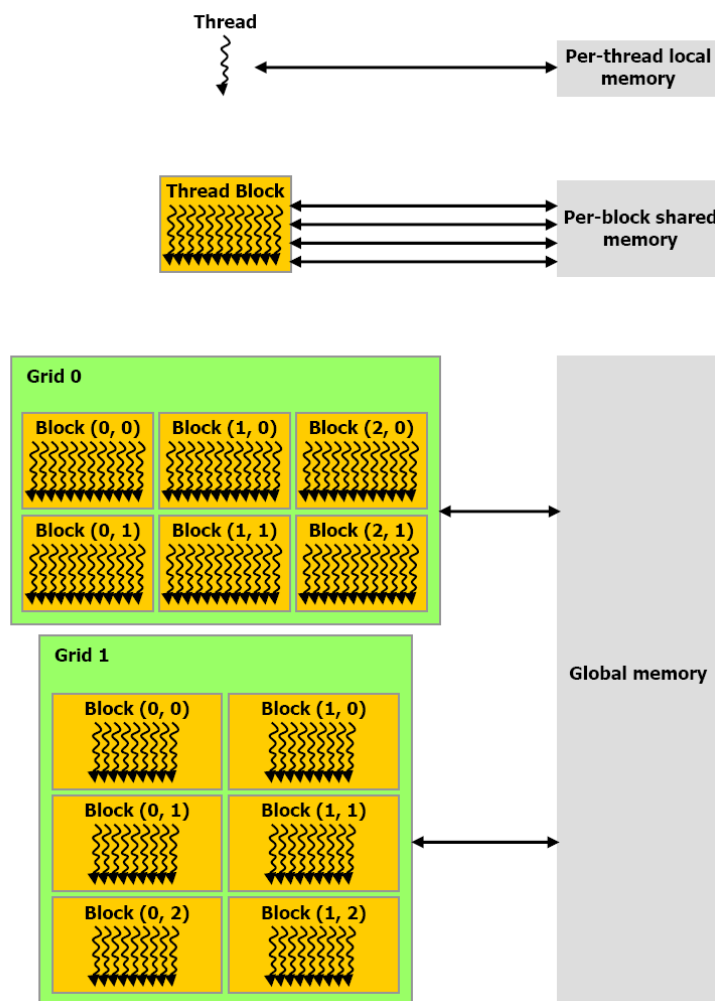 Thread
Per-thread local
memory
Thread Block
Per-block shared
memory
Grid 0
Block (0, 0) Block (1, 0) Block (2, 0)
Block (0, 1) Block (1, 1) Block (2, 1)
Grid 1
Global memory
Block (0, 0) Block (1, 0)
Block (0, 1) Block (1, 1)
Block (0, 2) Block (1, 2)